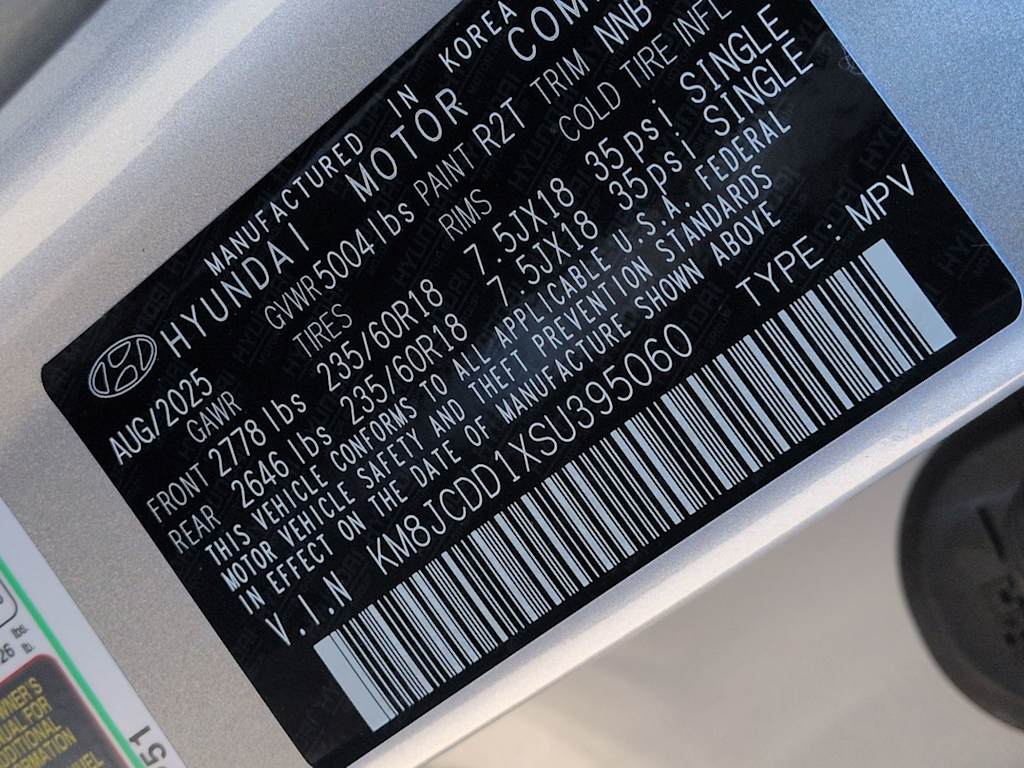 MANUFACTURED IN KOREA
HYUNDAI MOTOR COM
AUG/2025 GVWR 5004 lbs PAINT R2T TRIM NNB
GAWR TIRES RIMS COLD TIRE INFL
FRONT 2778 lbs 235/60R18 7.5JX18 35psi SINGLE
REAR 2646 lbs 235/60R18 7.5JX18 35psi SINGLE
THIS VEHICLE CONFORMS TO ALL APPLICABLE U.S.A. FEDERAL
MOTOR VEHICLE SAFETY AND THEFT PREVENTION STANDARDS
IN EFFECT ON THE DATE OF MANUFACTURE SHOWN ABOVE
V.I.N KM8JCDD1XSU395060 TYPE : MPV
26 lbs
51